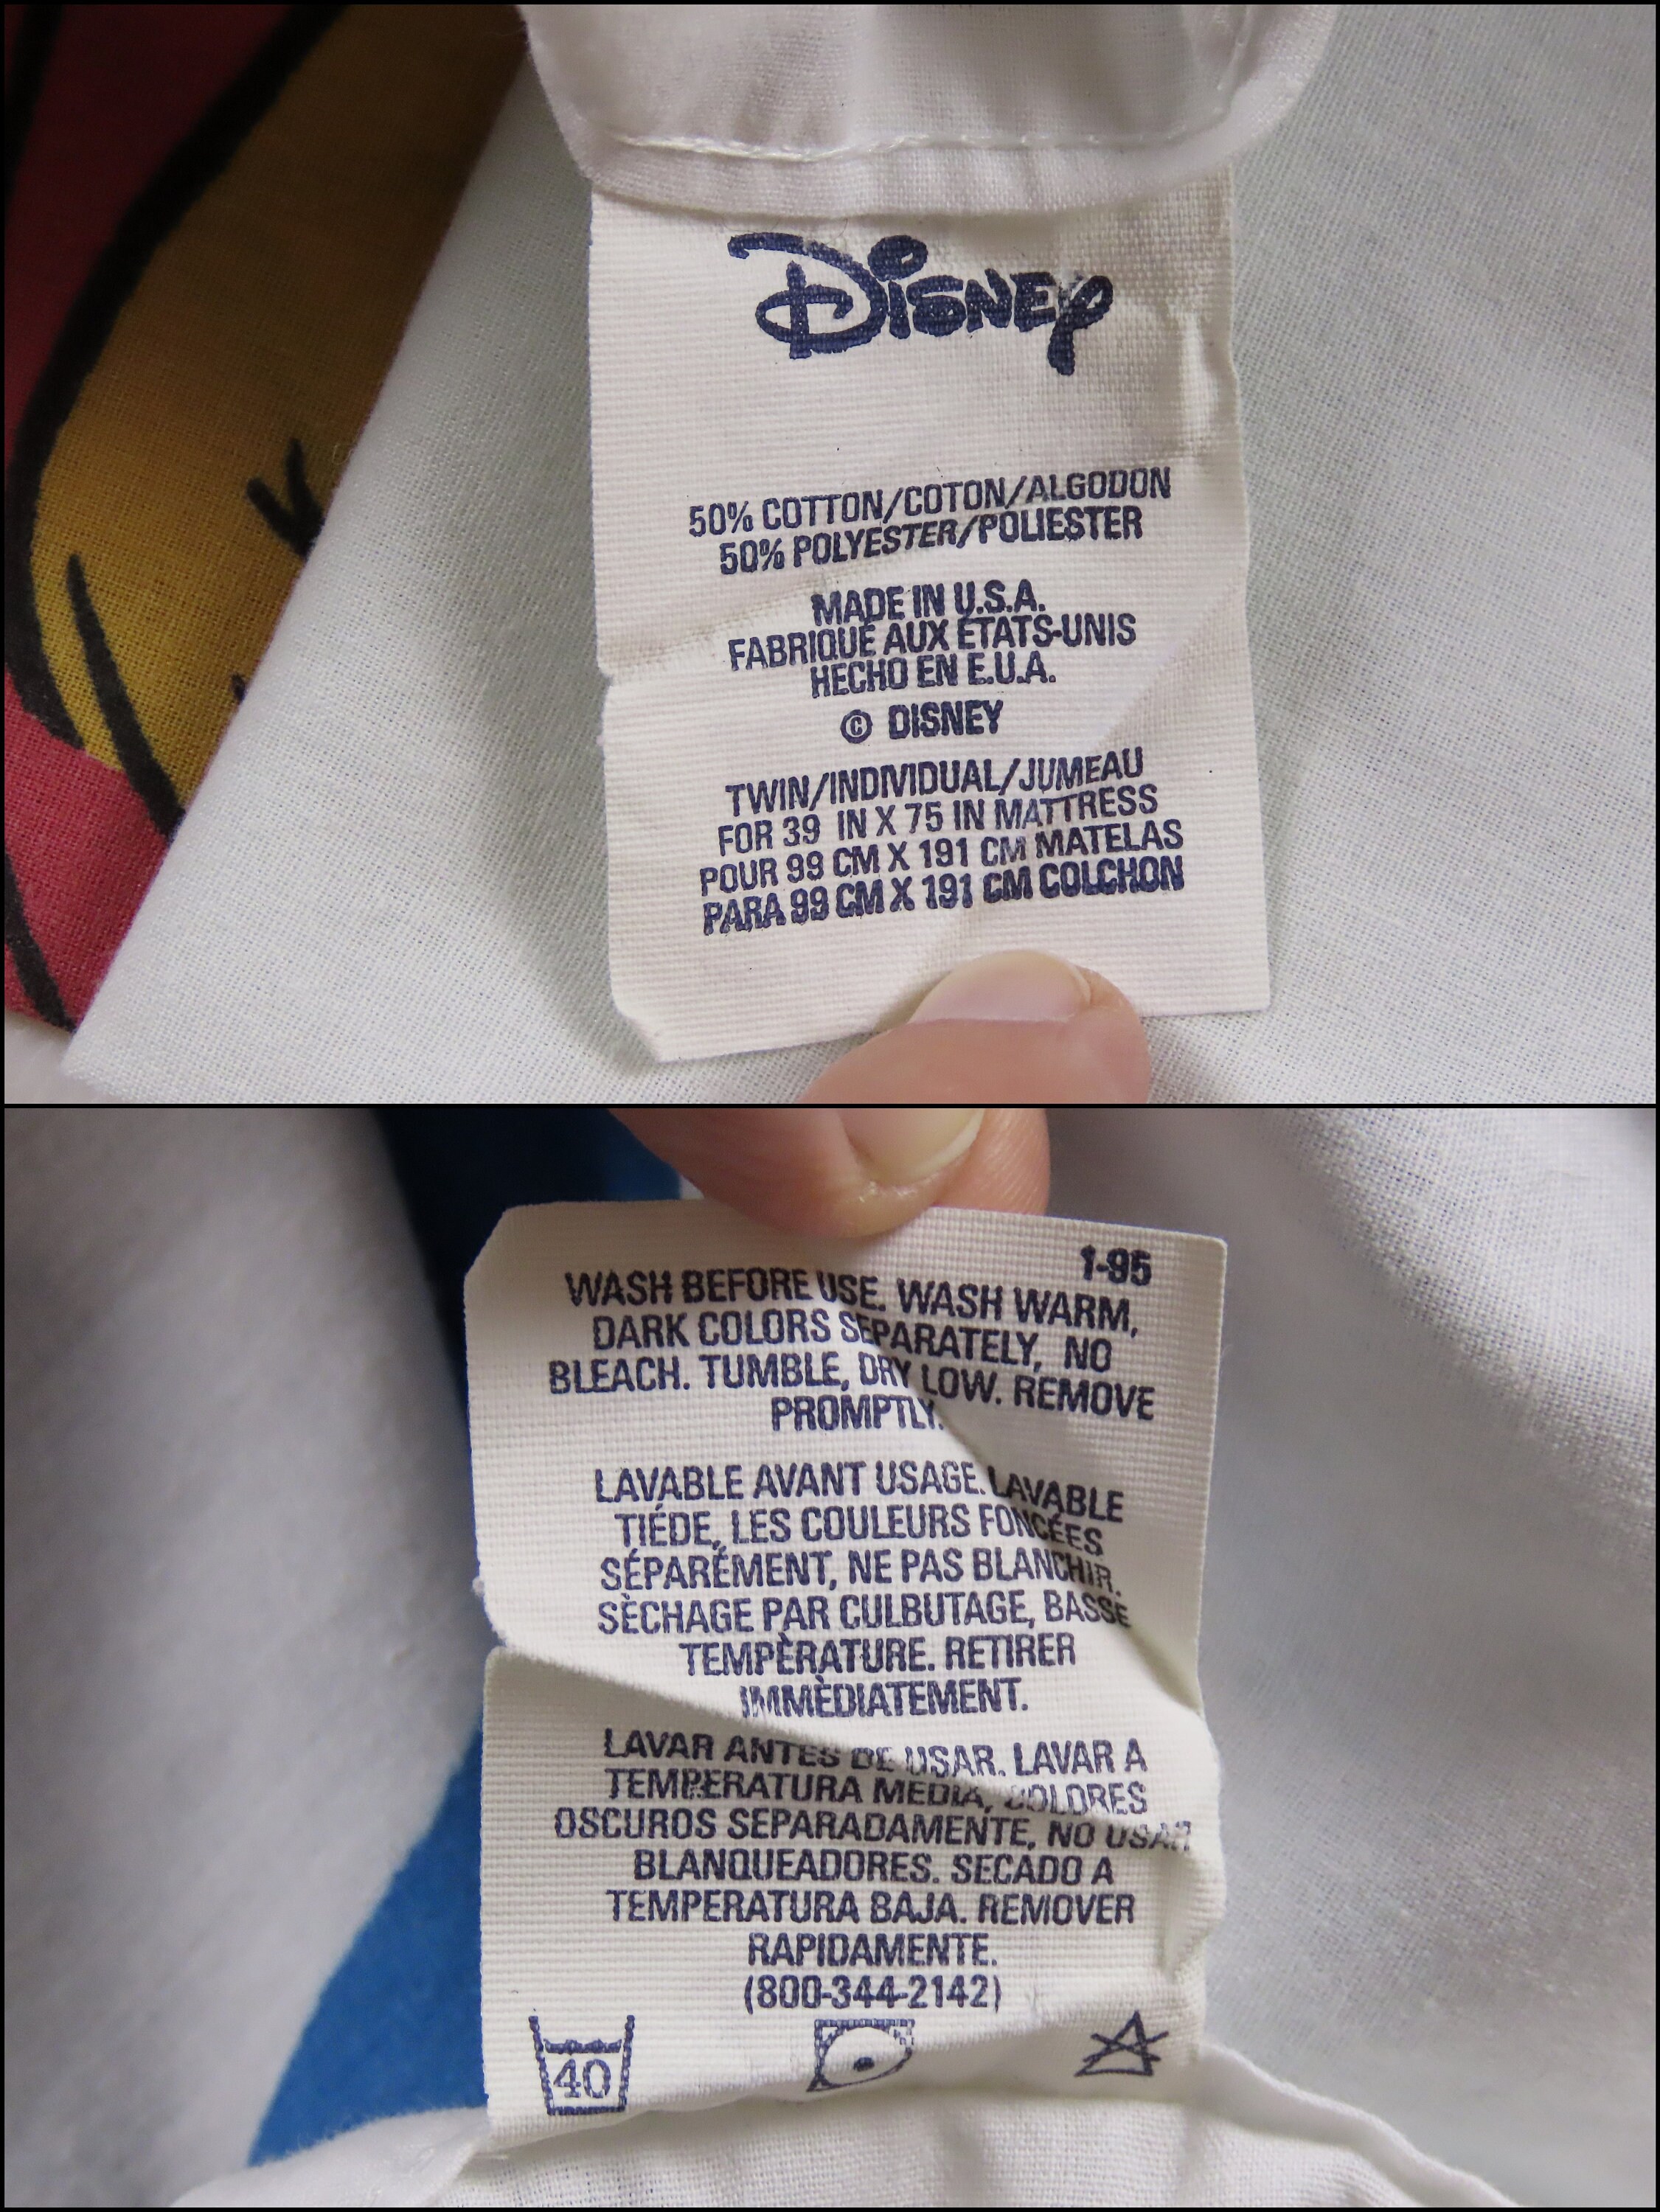 Disney
50% COTTON/COTON/ALGODON
50% POLYESTER/POLIESTER
MADE IN U.S.A.
FABRIQUÉ AUX ÉTATS-UNIS
HECHO EN E.U.A.
© DISNEY
TWIN/INDIVIDUAL/JUMEAU
FOR 39 IN X 75 IN MATTRESS
POUR 99 CM X 191 CM MATELAS
PARA 99 CM X 191 CM COLCHON
1-95
WASH BEFORE USE. WASH WARM,
DARK COLORS SEPARATELY, NO
BLEACH. TUMBLE, DRY LOW. REMOVE
PROMPTLY.
LAVABLE AVANT USAGE. LAVABLE
TIÉDE, LES COULEURS FONCÉES
SÉPARÉMENT, NE PAS BLANCHIR.
SÈCHAGE PAR CULBUTAGE, BASSE
TEMPÈRATURE. RETIRER
IMMÈDIATEMENT.
LAVAR ANTES DE USAR. LAVAR A
TEMPERATURA MEDIA, COLORES
OSCUROS SEPARADAMENTE, NO USAR
BLANQUEADORES. SECADO A
TEMPERATURA BAJA. REMOVER
RAPIDAMENTE.
(800-344-2142)
40